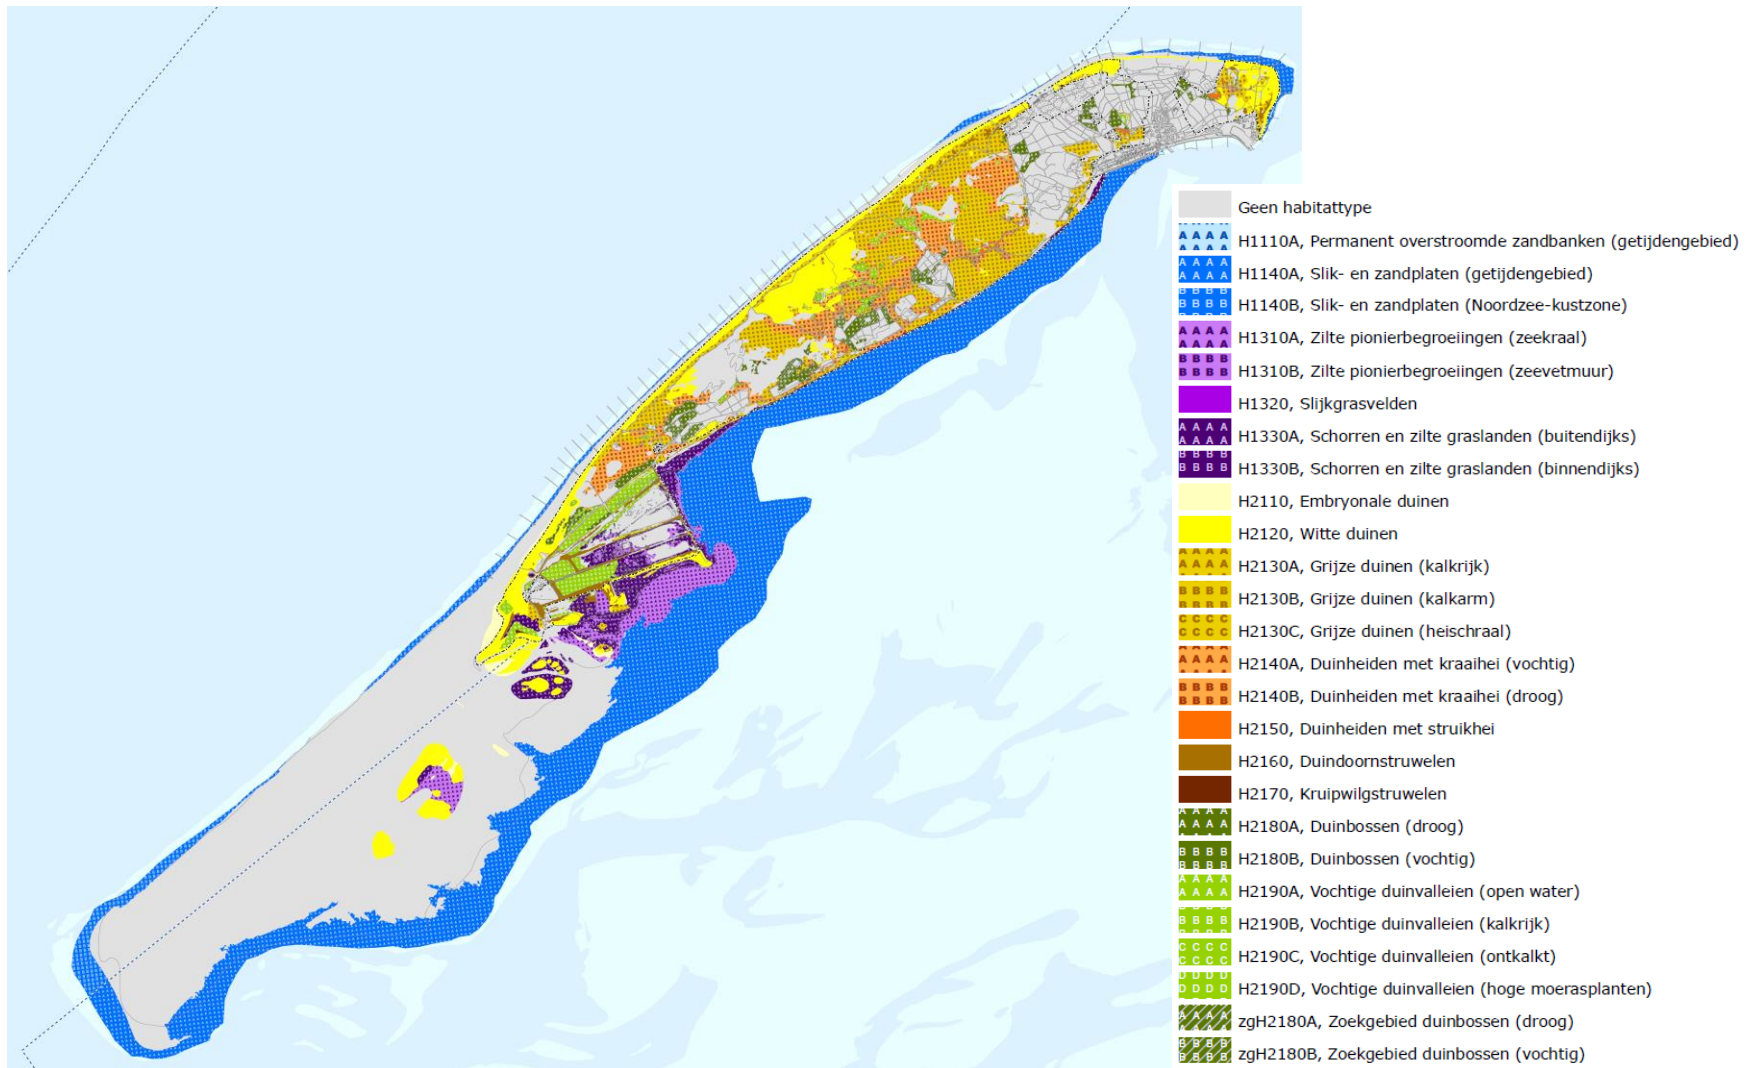 Geen habitattype
H1110A, Permanent overstroomde zandbanken (getijdengebied)
H1140A, Slik- en zandplaten (getijdengebied)
H1140B, Slik- en zandplaten (Noordzee-kustzone)
H1310A, Zilte pionierbegroeiingen (zeekraal)
H1310B, Zilte pionierbegroeiingen (zeevetmuur)
H1320, Slijkgrasvelden
H1330A, Schorren en zilte graslanden (buitendijks)
H1330B, Schorren en zilte graslanden (binnendijks)
H2110, Embryonale duinen
H2120, Witte duinen
H2130A, Grijze duinen (kalkrijk)
H2130B, Grijze duinen (kalkarm)
H2130C, Grijze duinen (heischraal)
H2140A, Duinheiden met kraaihei (vochtig)
H2140B, Duinheiden met kraaihei (droog)
H2150, Duinheiden met struikhei
H2160, Duindoornstruwelen
H2170, Kruipwilgstruwelen
H2180A, Duinbossen (droog)
H2180B, Duinbossen (vochtig)
H2190A, Vochtige duinvalleien (open water)
H2190B, Vochtige duinvalleien (kalkrijk)
H2190C, Vochtige duinvalleien (ontkalkt)
H2190D, Vochtige duinvalleien (hoge moerasplanten)
zgH2180A, Zoekgebied duinbossen (droog)
zgH2180B, Zoekgebied duinbossen (vochtig)